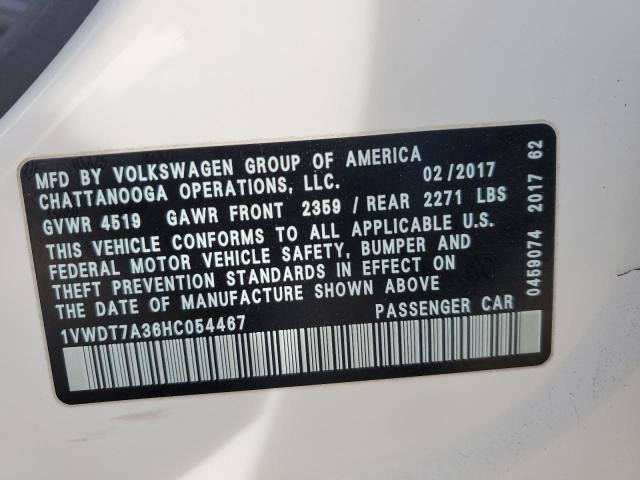 MFD BY VOLKSWAGEN GROUP OF AMERICA
CHATTANOOGA OPERATIONS, LLC. 02/2017
GVWR 4519 GAWR FRONT 2359 / REAR 2271 LBS
THIS VEHICLE CONFORMS TO ALL APPLICABLE U.S.
FEDERAL MOTOR VEHICLE SAFETY, BUMPER AND
THEFT PREVENTION STANDARDS IN EFFECT ON
THE DATE OF MANUFACTURE SHOWN ABOVE
1VWDT7A36HC054467 PASSENGER CAR
0459074 2017 62